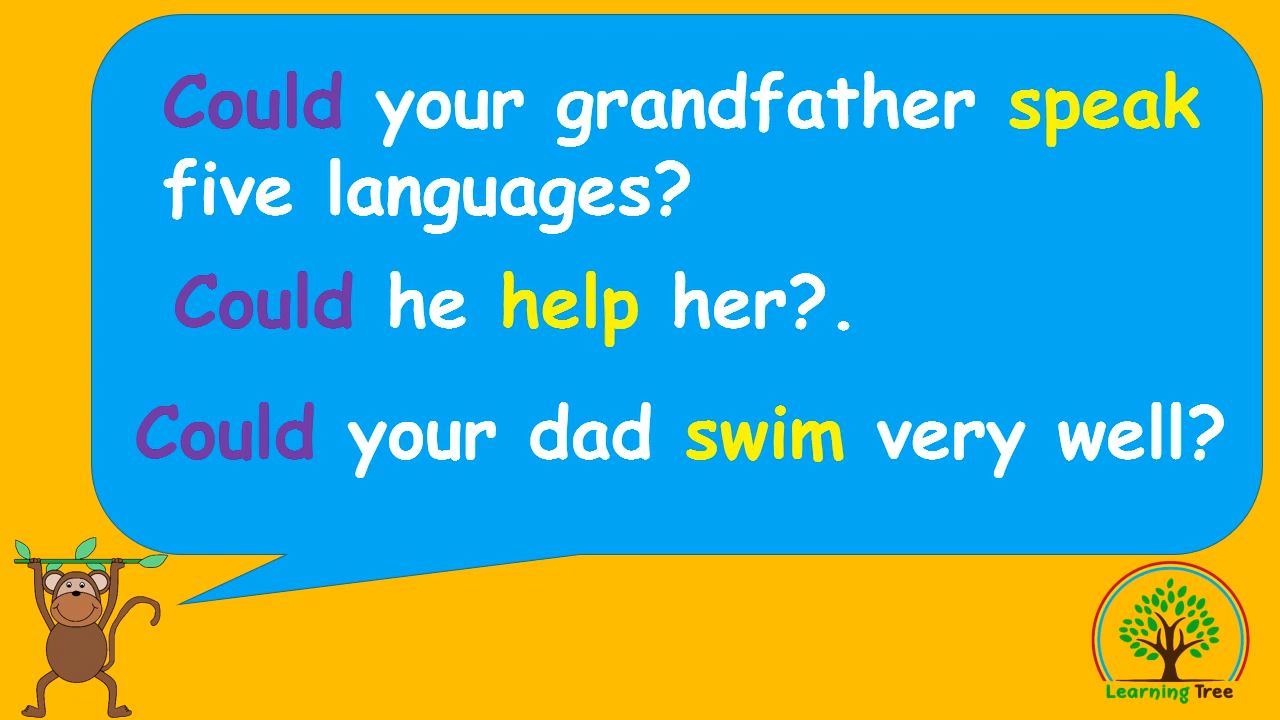 Could your grandfather speak
five languages?
Could he help her?.
Could your dad swim very well?
Learning Tree